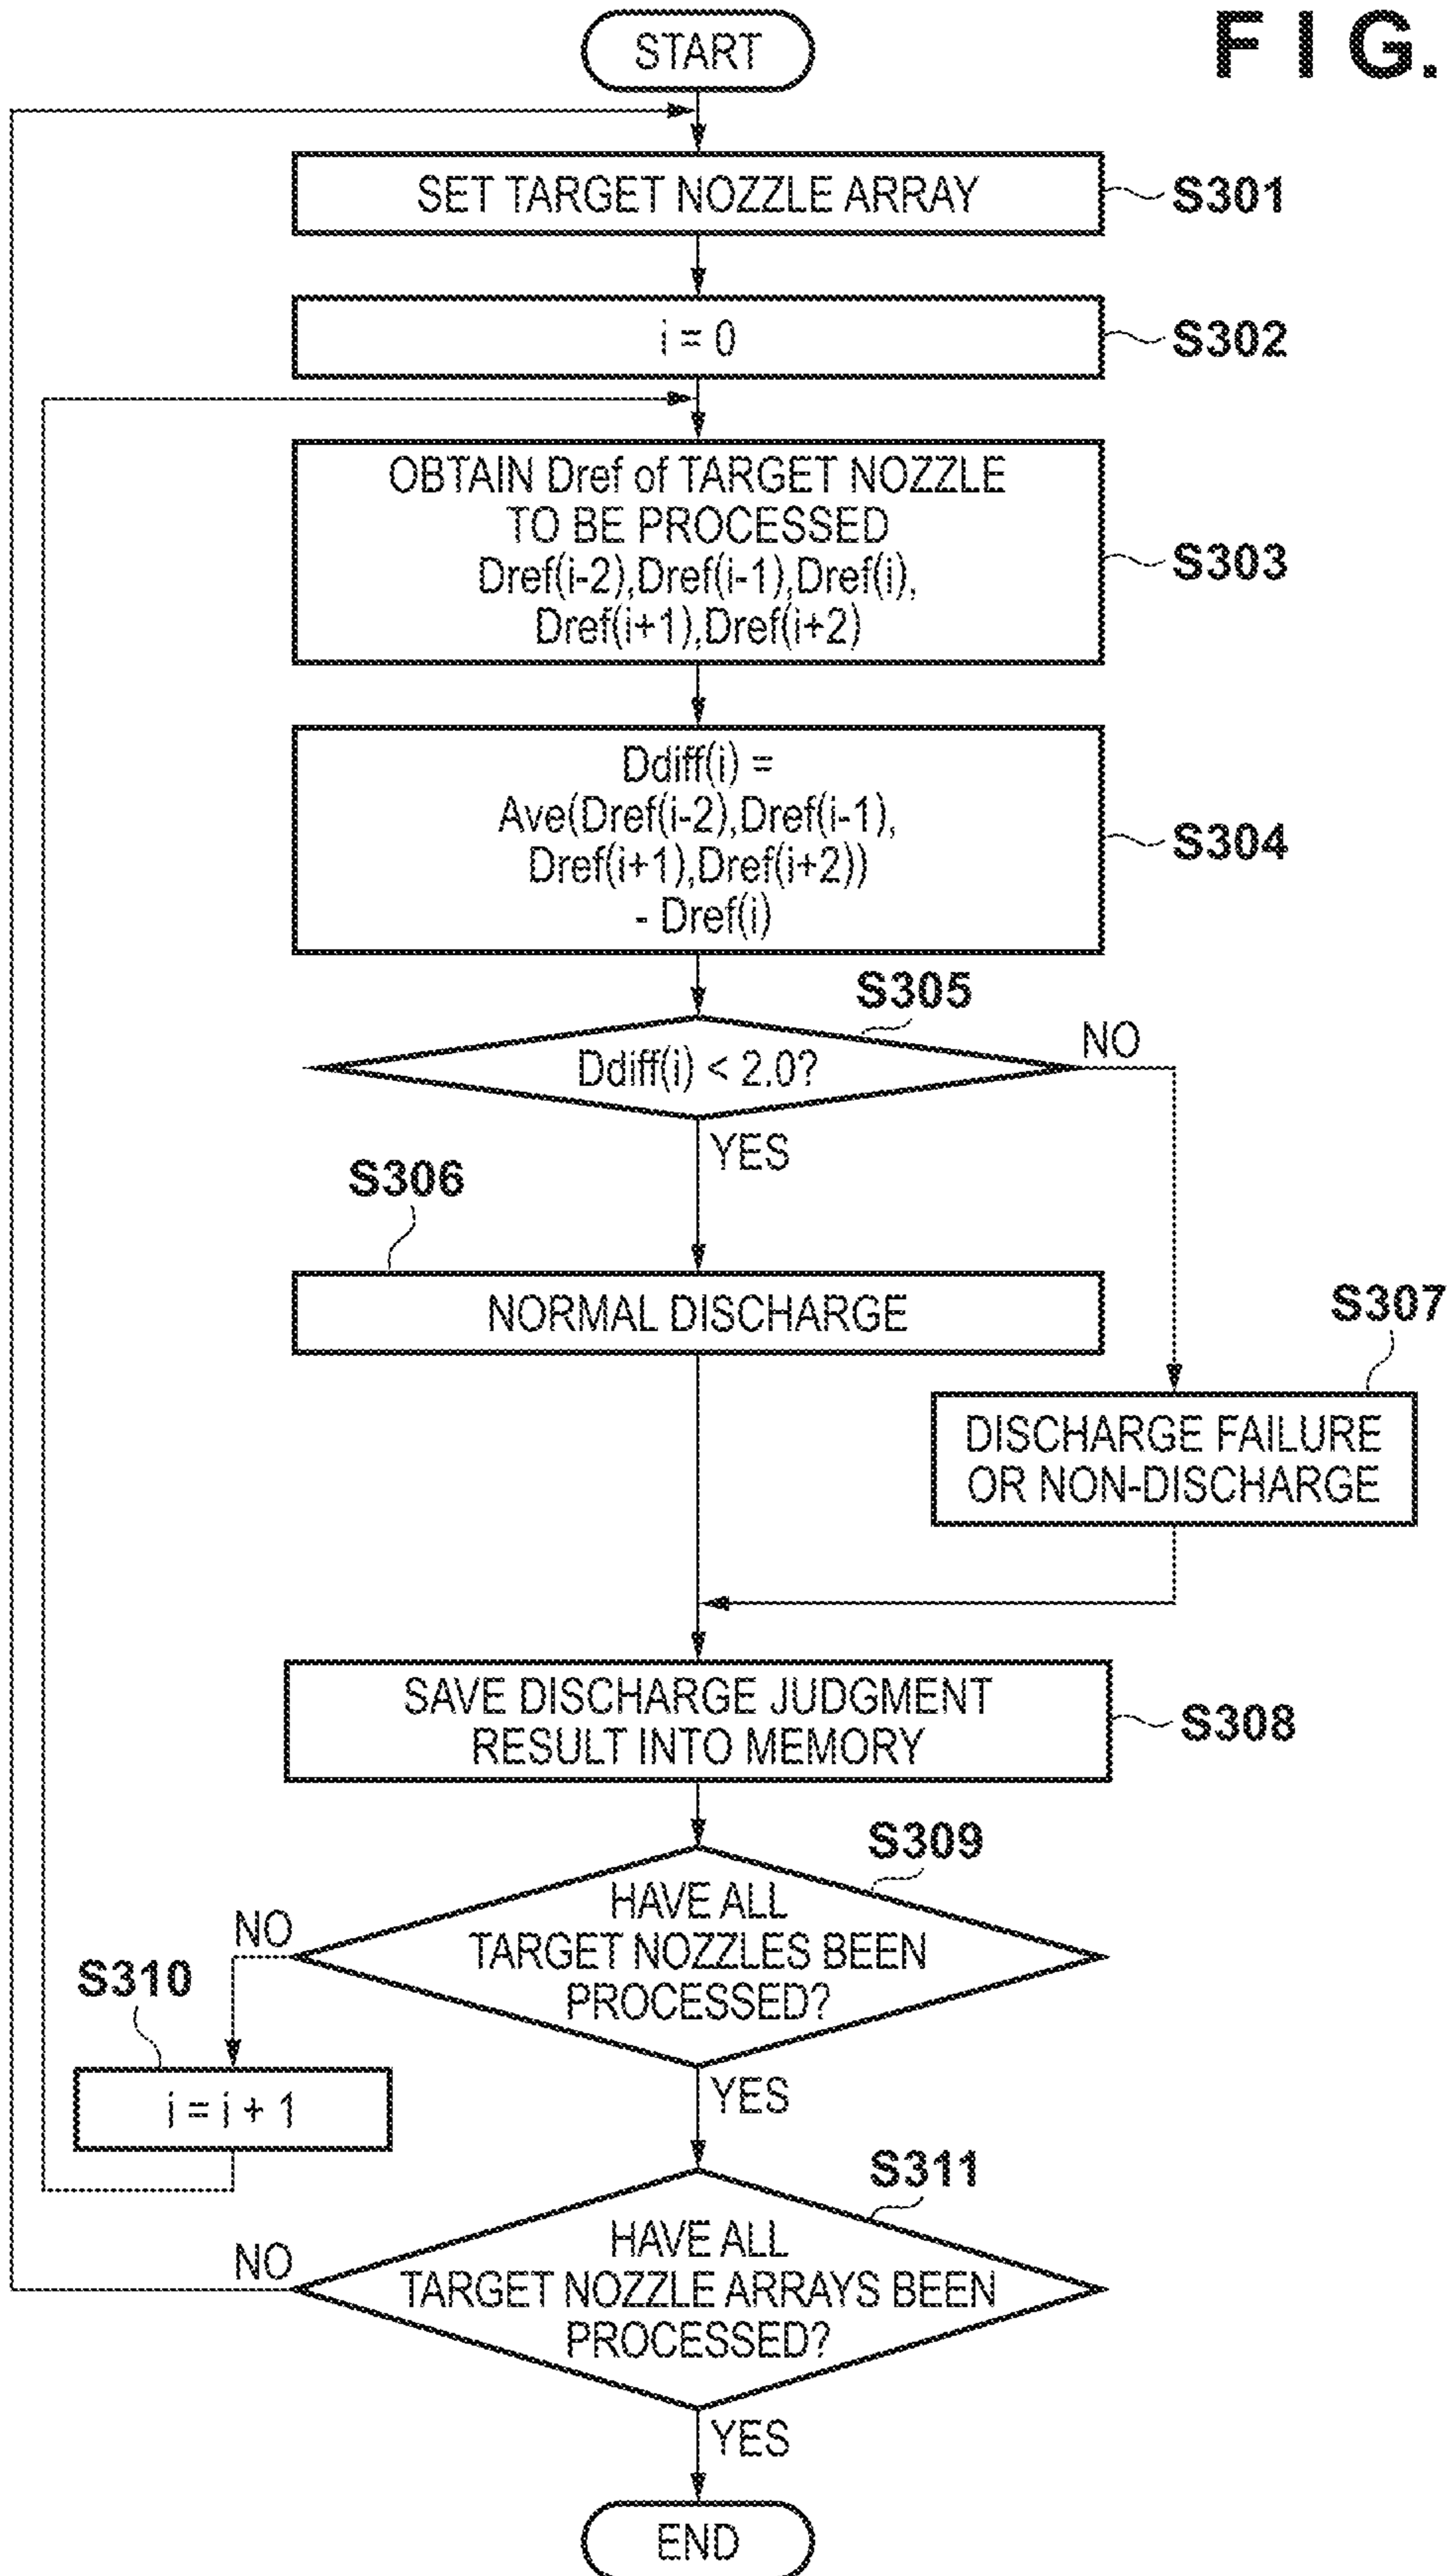 FIG.
START
SET TARGET NOZZLE ARRAY
S301
i = 0
S302
OBTAIN Dref of TARGET NOZZLE
TO BE PROCESSED
Dref(i-2),Dref(i-1),Dref(i),
Dref(i+1),Dref(i+2)
S303
Ddiff(i) =
Ave(Dref(i-2),Dref(i-1),
Dref(i+1),Dref(i+2))
- Dref(i)
S304
S305
Ddiff(i) < 2.0?
NO
YES
S306
NORMAL DISCHARGE
S307
DISCHARGE FAILURE
OR NON-DISCHARGE
SAVE DISCHARGE JUDGMENT
RESULT INTO MEMORY
S308
S309
HAVE ALL
TARGET NOZZLES BEEN
PROCESSED?
NO
S310
i = i + 1
YES
S311
HAVE ALL
TARGET NOZZLE ARRAYS BEEN
PROCESSED?
NO
YES
END